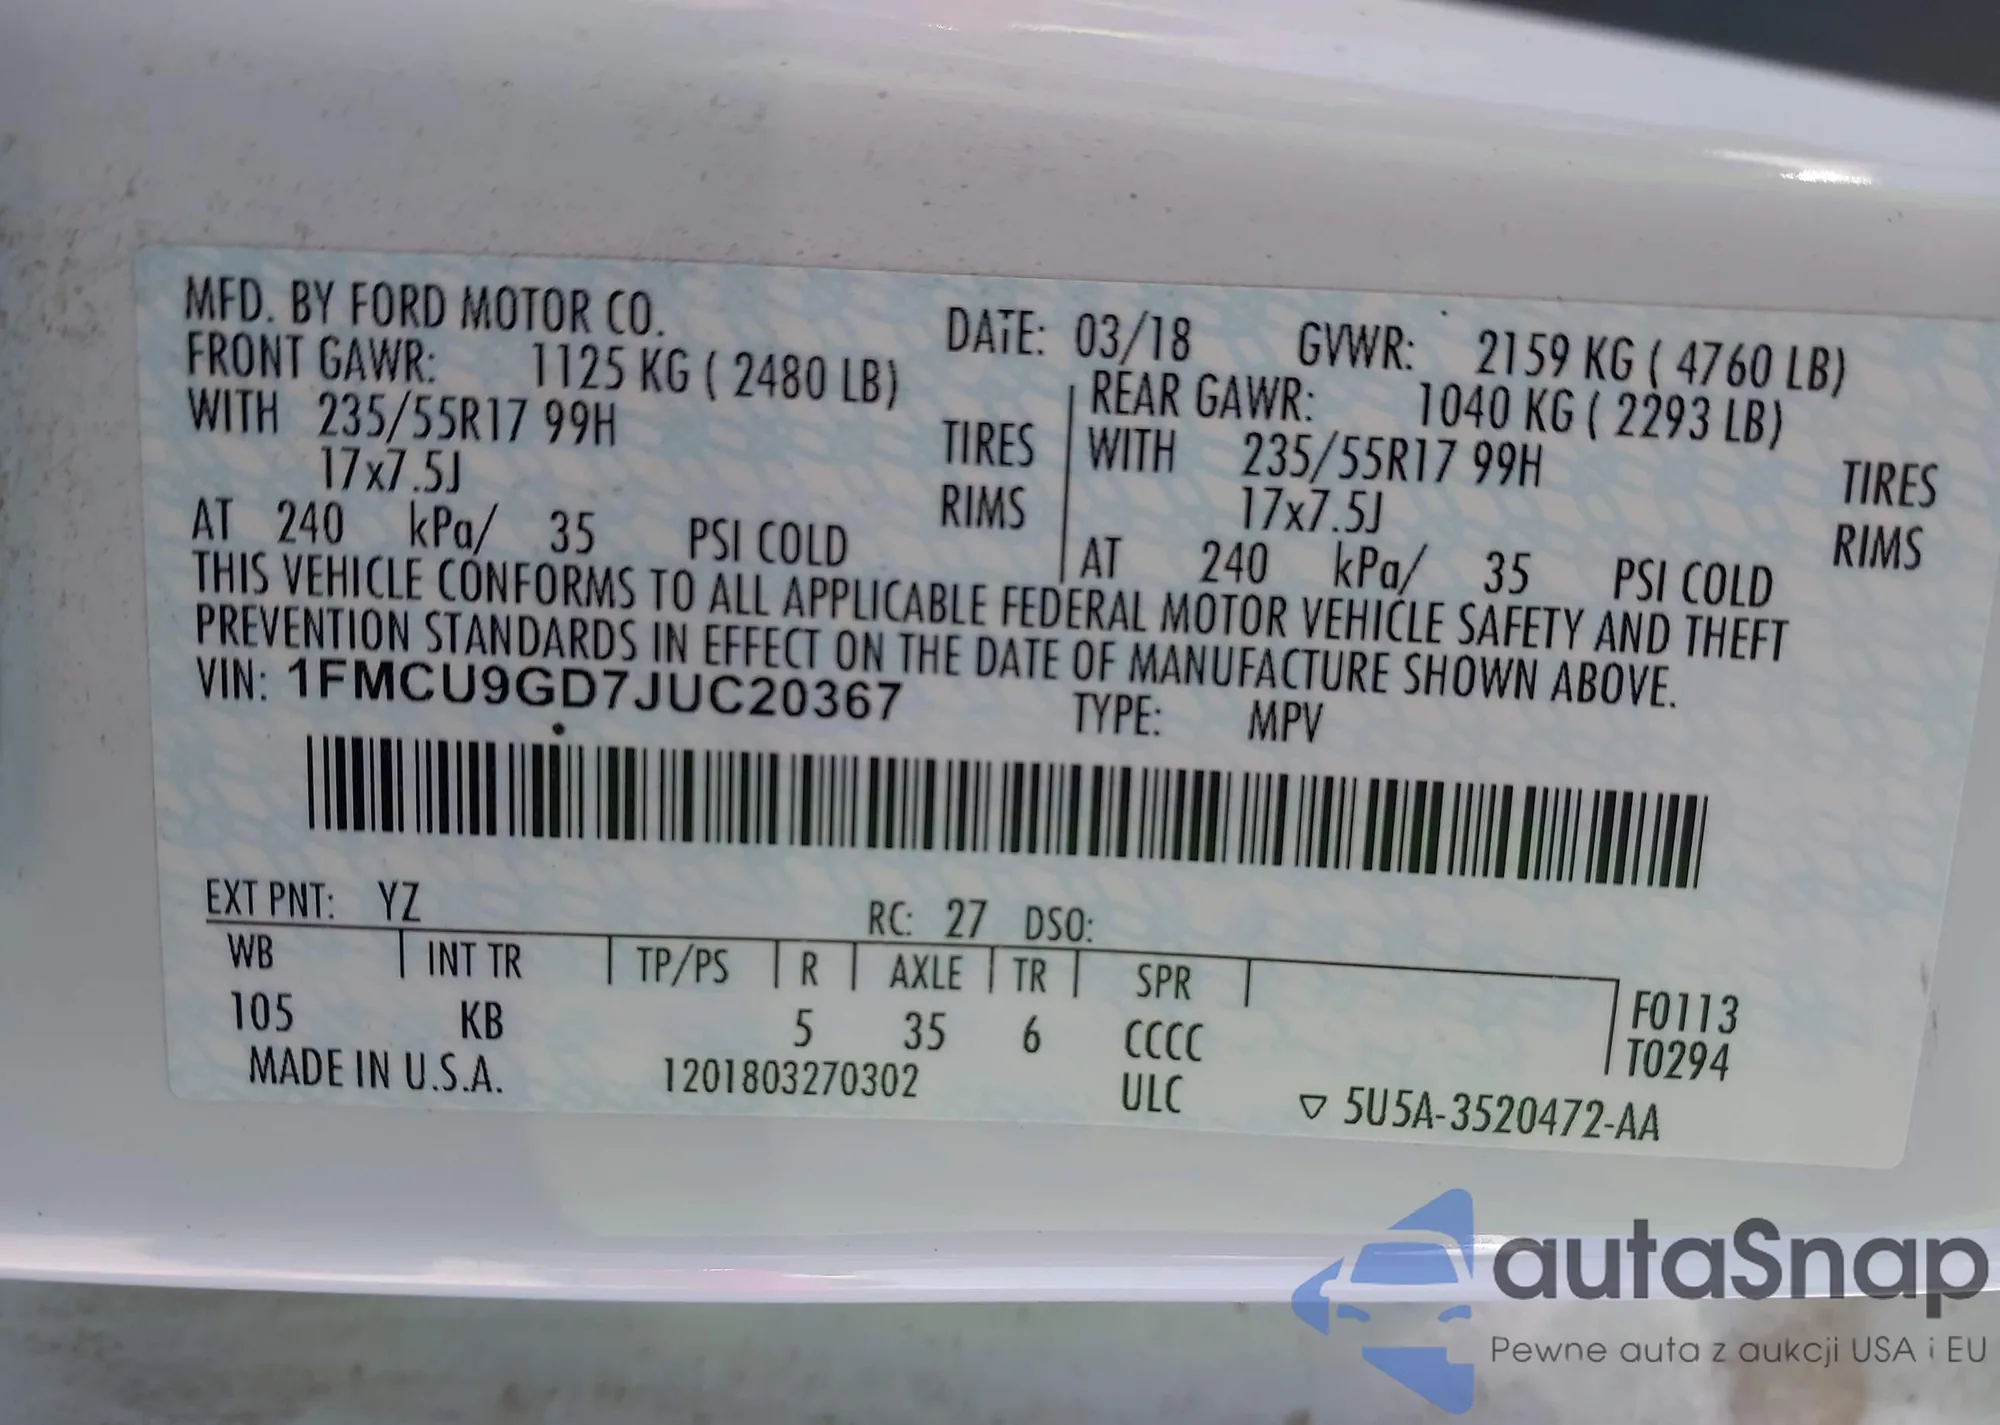 MFD. BY FORD MOTOR CO. DATE: 03/18 GVWR: 2159 KG ( 4760 LB)
FRONT GAWR: 1125 KG ( 2480 LB) REAR GAWR: 1040 KG ( 2293 LB)
WITH 235/55R17 99H TIRES WITH 235/55R17 99H TIRES
17x7.5J RIMS 17x7.5J RIMS
AT 240 kPa/ 35 PSI COLD AT 240 kPa/ 35 PSI COLD
THIS VEHICLE CONFORMS TO ALL APPLICABLE FEDERAL MOTOR VEHICLE SAFETY AND THEFT
PREVENTION STANDARDS IN EFFECT ON THE DATE OF MANUFACTURE SHOWN ABOVE.
VIN: 1FMCU9GD7JUC20367 TYPE: MPV
EXT PNT: YZ RC: 27 DSO:
WB INT TR TP/PS R AXLE TR SPR F0113
105 KB 5 35 6 CCCC T0294
MADE IN U.S.A. 1201803270302 ULC ▽ 5U5A-3520472-AA
autaSnap
Pewne auta z aukcji USA i EU